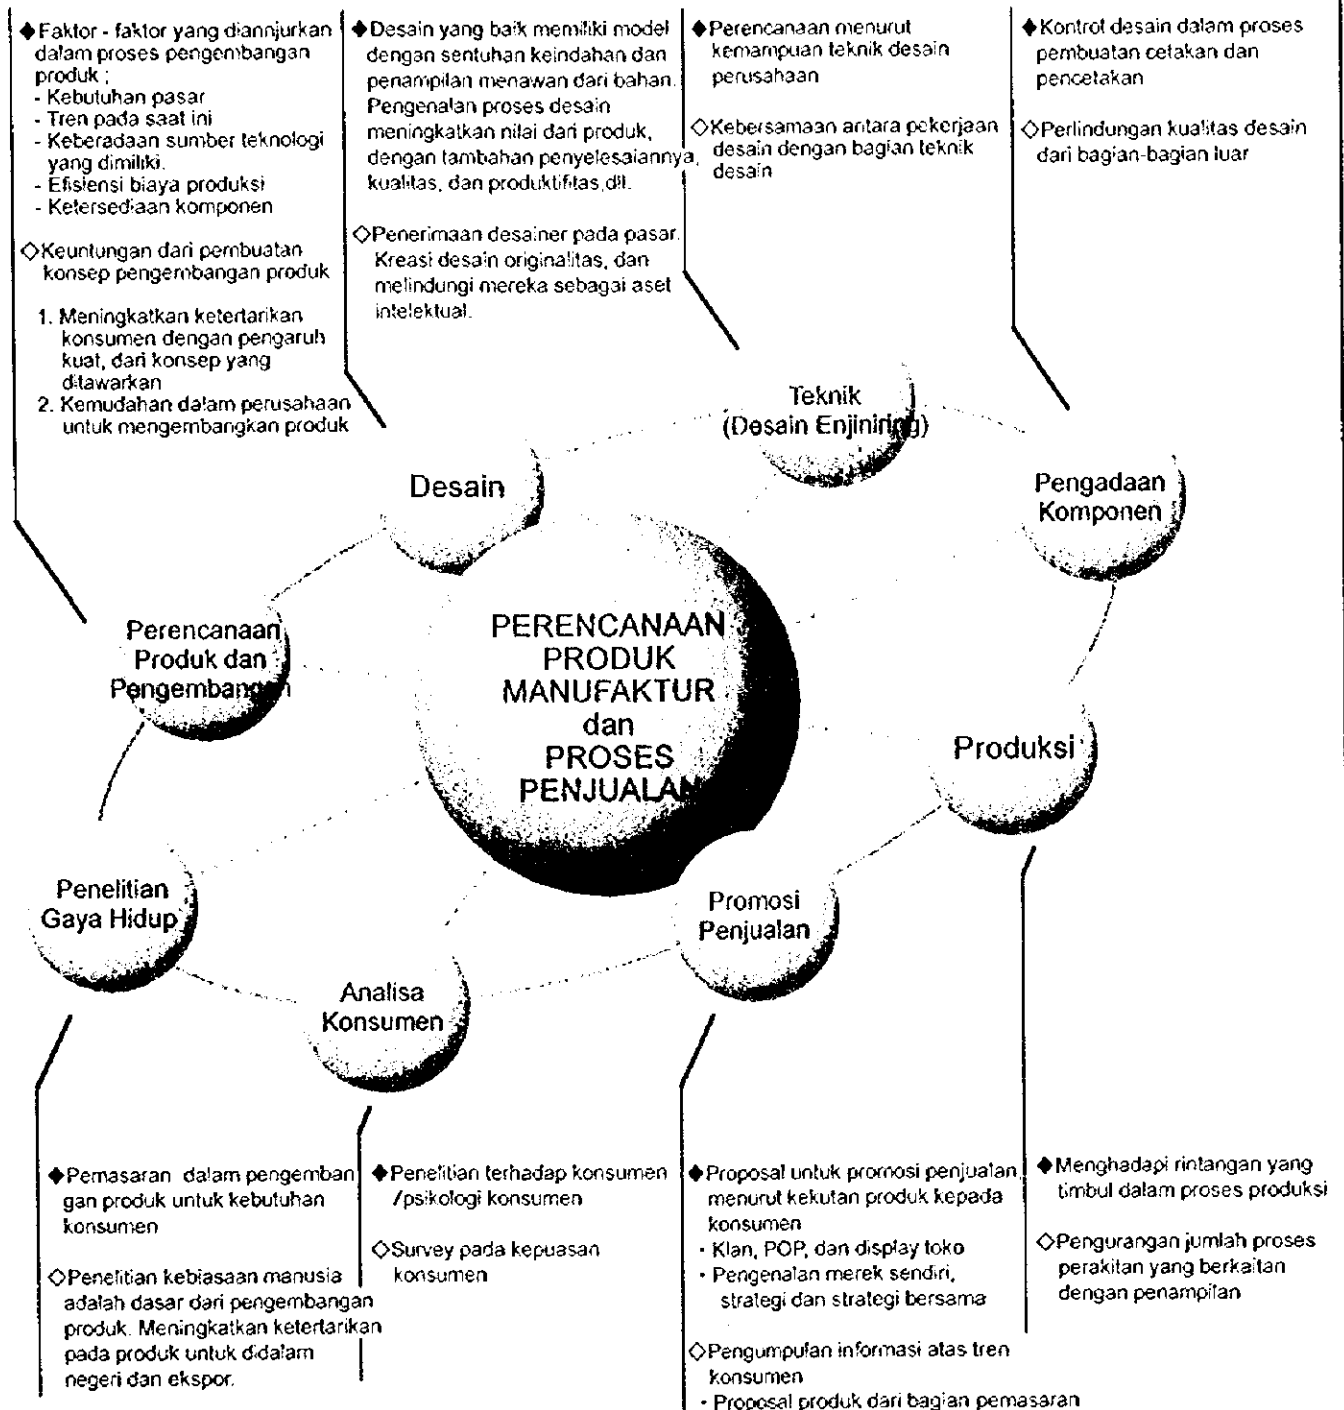 ◆Faktor - faktor yang diannjurkan
dalam proses pengembangan
produk ;
- Kebutuhan pasar
- Tren pada saat ini
- Keberadaan sumber teknologi
yang dimiliki.
- Efisiensi biaya produksi
- Ketersediaan komponen
◇Keuntungan dari pembuatan
konsep pengembangan produk
1. Meningkatkan ketertarikan
konsumen dengan pengaruh
kuat, dari konsep yang
ditawarkan
2. Kemudahan dalam perusahaan
untuk mengembangkan produk
◆Desain yang baik memiliki model
dengan sentuhan keindahan dan
penampilan menawan dari bahan.
Pengenalan proses desain
meningkatkan nilai dari produk,
dengan tambahan penyelesaiannya,
kualitas, dan produktifitas,dll.
◇Penerimaan desainer pada pasar.
Kreasi desain originalitas, dan
melindungi mereka sebagai aset
intelektual.
◆Perencanaan menurut
kemampuan teknik desain
perusahaan
◇Kebersamaan antara pekerjaan
desain dengan bagian teknik
desain
◆Kontrol desain dalam proses
pembuatan cetakan dan
pencetakan
◇Perlindungan kualitas desain
dari bagian-bagian luar
Teknik
(Desain Enjiniring)
Desain
Pengadaan
Komponen
Perencanaan
Produk dan
Pengembangan
PERENCANAAN
PRODUK
MANUFAKTUR
dan
PROSES
PENJUALAN
Produksi
Penelitian
Gaya Hidup
Promosi
Penjualan
Analisa
Konsumen
◆Pemasaran dalam pengemban
gan produk untuk kebutuhan
konsumen
◇Penelitian kebiasaan manusia
adalah dasar dari pengembangan
produk. Meningkatkan ketertarikan
pada produk untuk didalam
negeri dan ekspor.
◆Penelitian terhadap konsumen
/psikologi konsumen
◇Survey pada kepuasan
konsumen
◆Proposal untuk promosi penjualan
menurut kekutan produk kepada
konsumen
· Klan, POP, dan display toko
· Pengenalan merek sendiri,
strategi dan strategi bersama
◇Pengumpulan informasi atas tren
konsumen
· Proposal produk dari bagian pemasaran
◆Menghadapi rintangan yang
timbul dalam proses produksi
◇Pengurangan jumlah proses
perakitan yang berkaitan
dengan penampilan